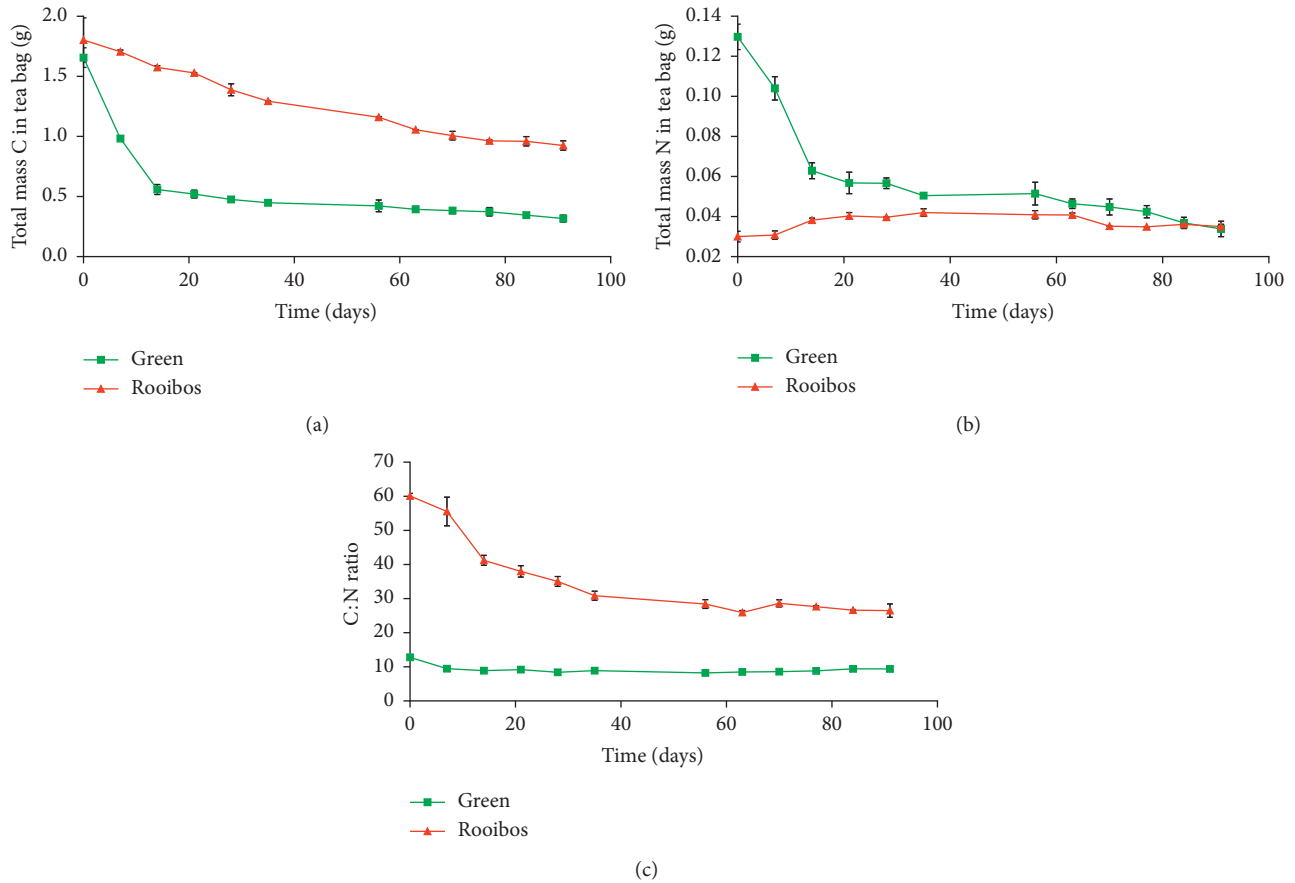 Total mass C in tea bag (g)
2.0
1.5
1.0
0.5
0.0
0 20 40 60 80 100
Time (days)
Green
Rooibos
(a)
Total mass N in tea bag (g)
0.14
0.12
0.10
0.08
0.06
0.04
0.02
0.00
0 20 40 60 80 100
Time (days)
Green
Rooibos
(b)
C:N ratio
70
60
50
40
30
20
10
0
0 20 40 60 80 100
Time (days)
Green
Rooibos
(c)